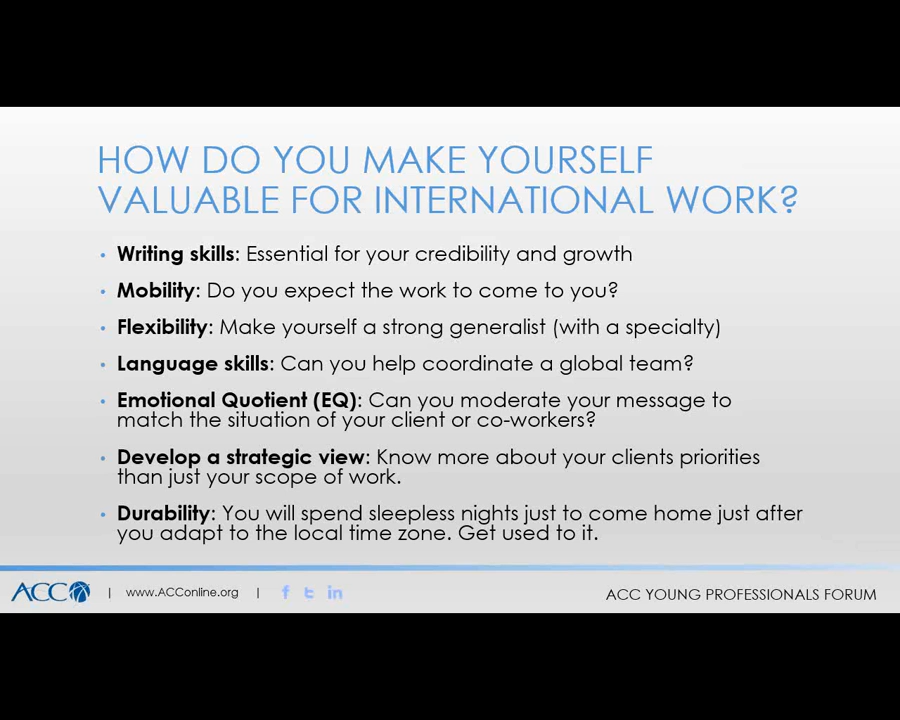 HOW DO YOU MAKE YOURSELF
VALUABLE FOR INTERNATIONAL WORK?
• Writing skills: Essential for your credibility and growth
• Mobility: Do you expect the work to come to you?
• Flexibility: Make yourself a strong generalist (with a specialty)
• Language skills: Can you help coordinate a global team?
• Emotional Quotient (EQ): Can you moderate your message to
match the situation of your client or co-workers?
• Develop a strategic view: Know more about your clients priorities
than just your scope of work.
• Durability: You will spend sleepless nights just to come home just after
you adapt to the local time zone. Get used to it.
ACC | www.ACConline.org | f t in
ACC YOUNG PROFESSIONALS FORUM